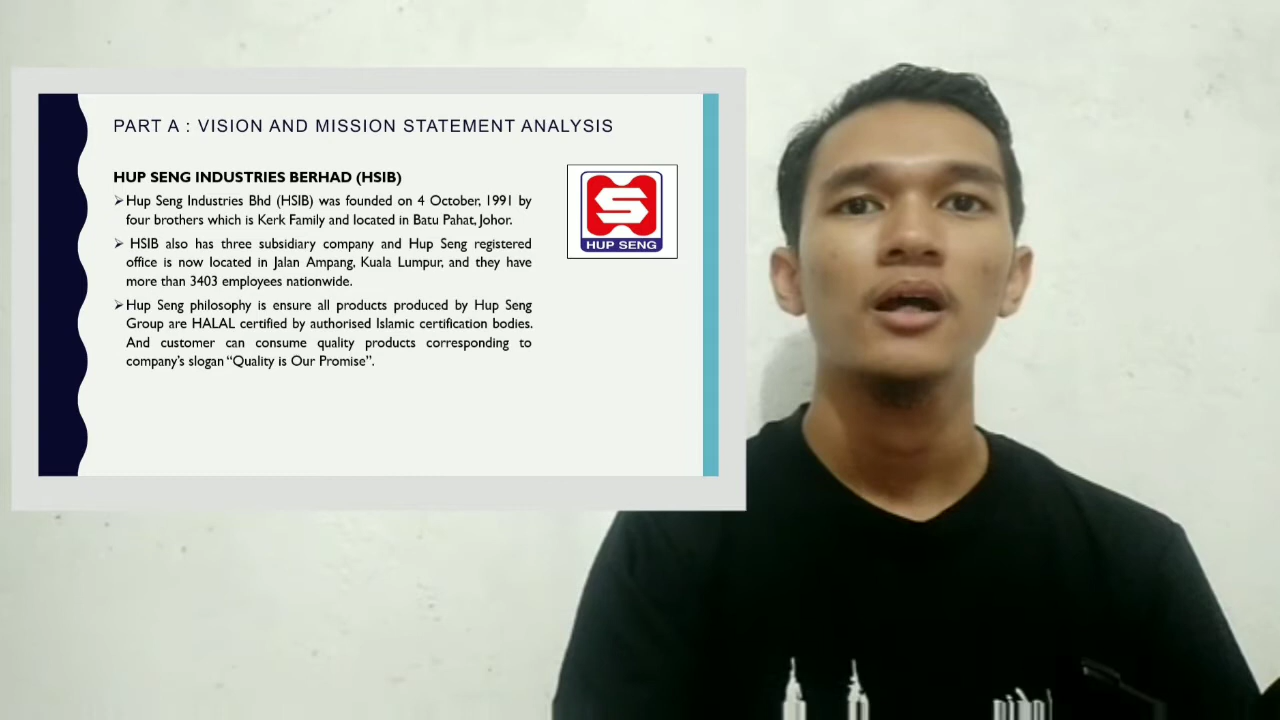 PART A : VISION AND MISSION STATEMENT ANALYSIS
HUP SENG INDUSTRIES BERHAD (HSIB)
➢Hup Seng Industries Bhd (HSIB) was founded on 4 October, 1991 by
four brothers which is Kerk Family and located in Batu Pahat, Johor.
➢ HSIB also has three subsidiary company and Hup Seng registered
office is now located in Jalan Ampang, Kuala Lumpur, and they have
more than 3403 employees nationwide.
➢Hup Seng philosophy is ensure all products produced by Hup Seng
Group are HALAL certified by authorised Islamic certification bodies.
And customer can consume quality products corresponding to
company's slogan “Quality is Our Promise”.
HUP SENG